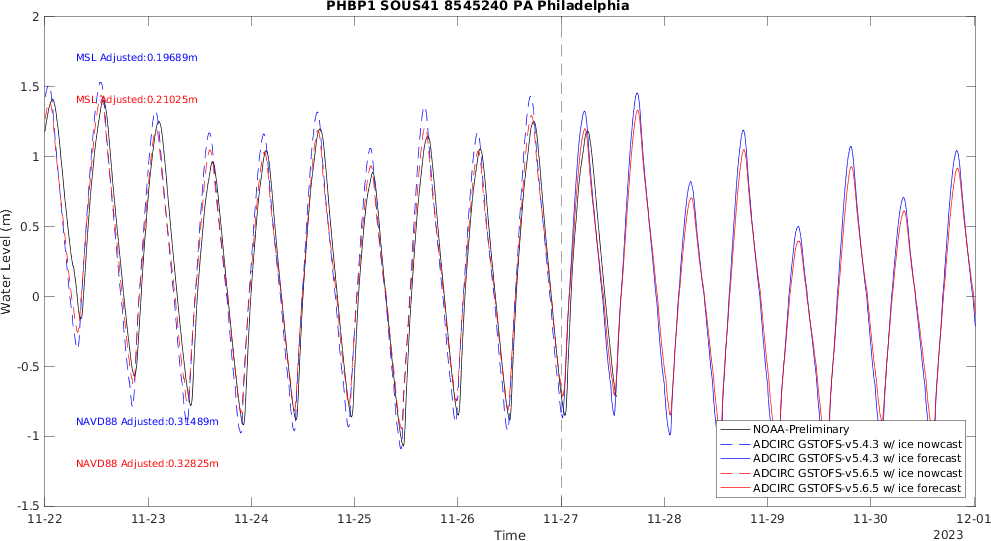 PHBP1 SOUS41 8545240 PA Philadelphia
2
1.5
1
0.5
0
-0.5
-1
-1.5
Water Level (m)
MSL Adjusted:0.19689m
MSL Adjusted:0.21025m
NAVD88 Adjusted:0.31489m
NAVD88 Adjusted:0.32825m
NOAA-Preliminary
ADCIRC GSTOFS-v5.4.3 w/ ice nowcast
ADCIRC GSTOFS-v5.4.3 w/ ice forecast
ADCIRC GSTOFS-v5.6.5 w/ ice nowcast
ADCIRC GSTOFS-v5.6.5 w/ ice forecast
11-22 11-23 11-24 11-25 11-26 11-27 11-28 11-29 11-30 12-01
Time
2023